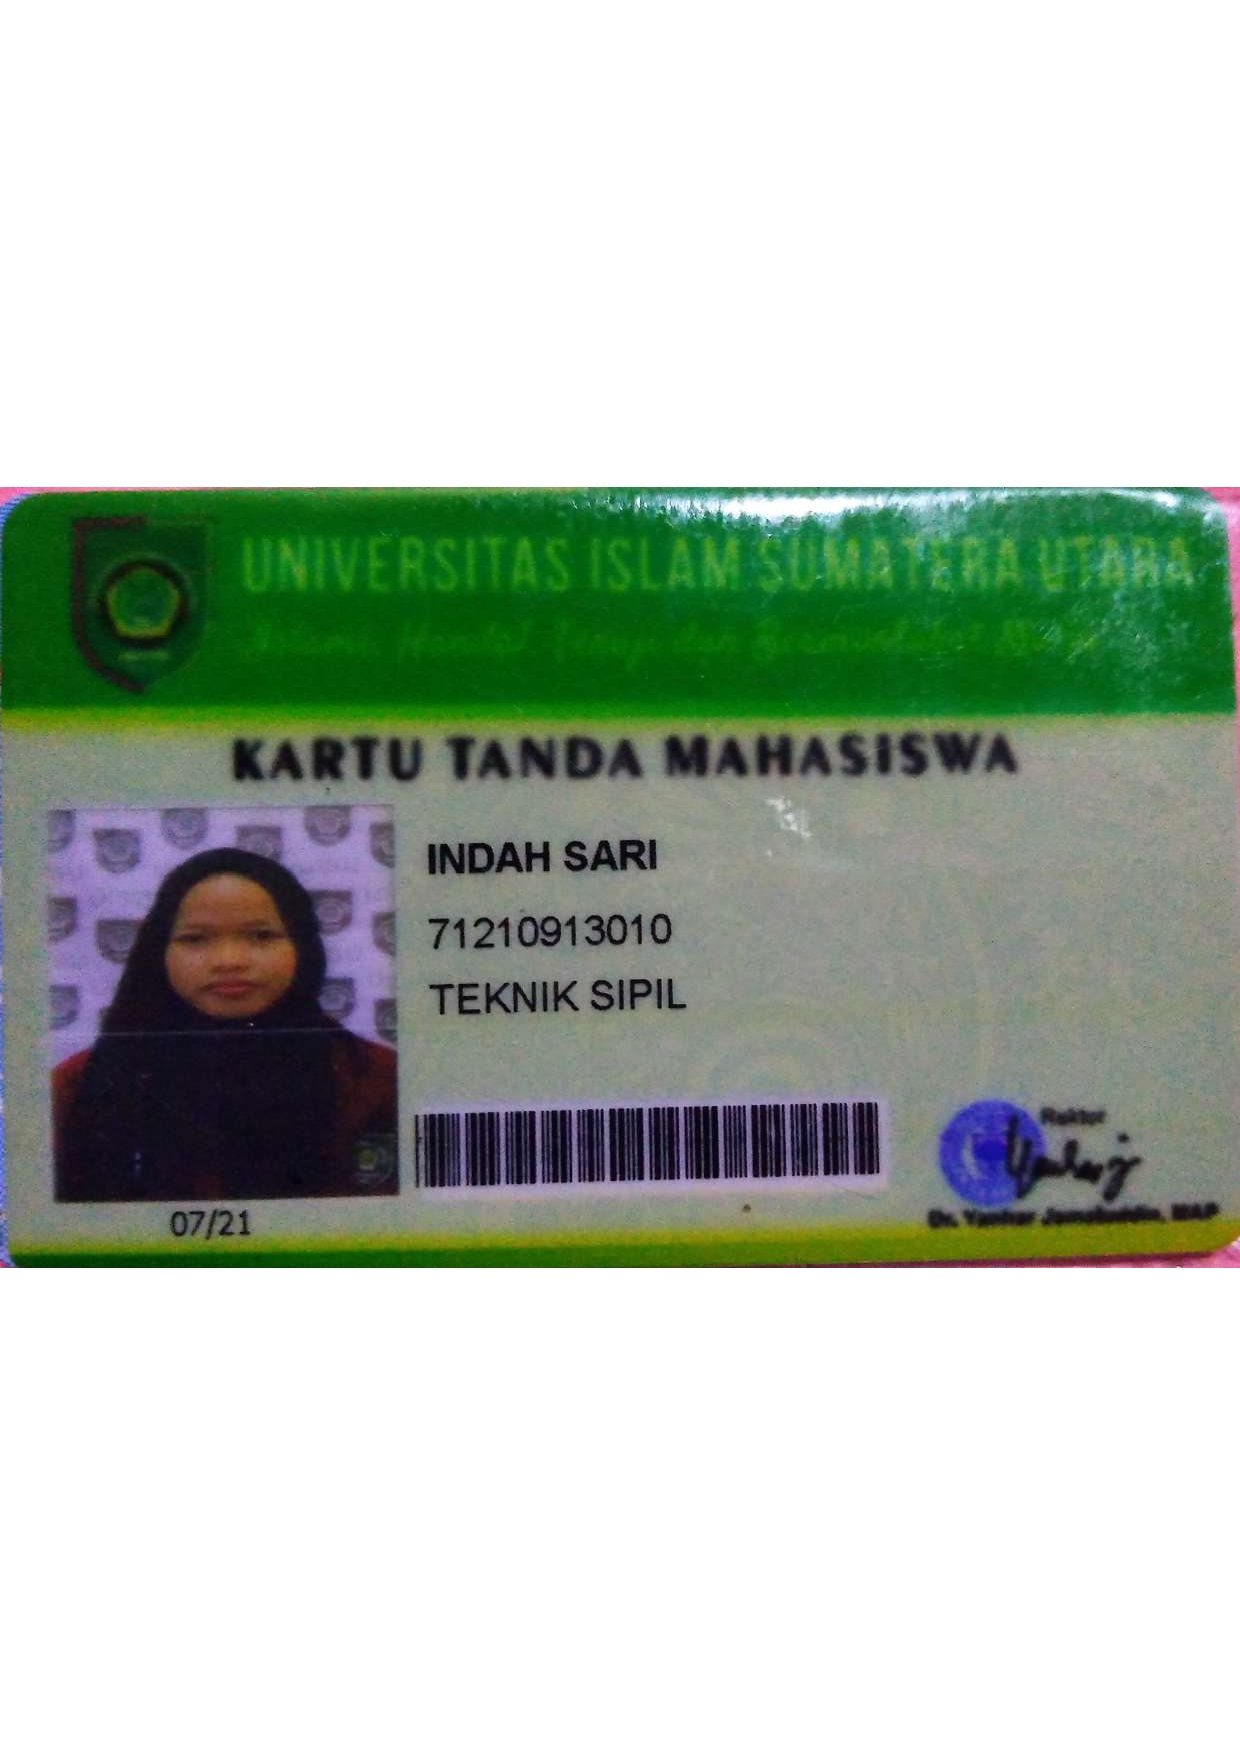 UNIVERSITAS ISLAM SUMATERA UTARA
KARTU TANDA MAHASISWA
INDAH SARI
71210913010
TEKNIK SIPIL
Rektor
07/21
Dr. Yanhar Jamaluddin, MAP